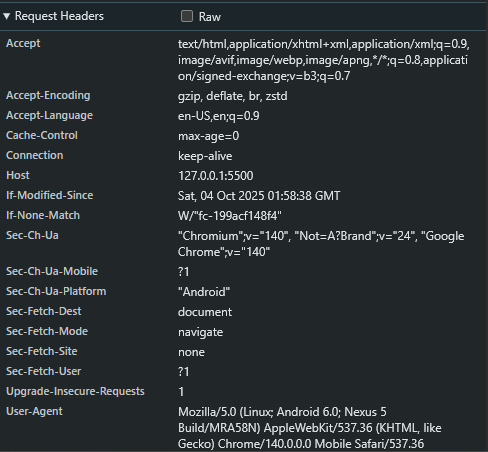 Request Headers Raw
Accept text/html,application/xhtml+xml,application/xml;q=0.9,
image/avif,image/webp,image/apng,*/*;q=0.8,applicati
on/signed-exchange;v=b3;q=0.7
Accept-Encoding gzip, deflate, br, zstd
Accept-Language en-US,en;q=0.9
Cache-Control max-age=0
Connection keep-alive
Host 127.0.0.1:5500
If-Modified-Since Sat, 04 Oct 2025 01:58:38 GMT
If-None-Match W/"fc-199acf148f4"
Sec-Ch-Ua "Chromium";v="140", "Not=A?Brand";v="24", "Google
Chrome";v="140"
Sec-Ch-Ua-Mobile ?1
Sec-Ch-Ua-Platform "Android"
Sec-Fetch-Dest document
Sec-Fetch-Mode navigate
Sec-Fetch-Site none
Sec-Fetch-User ?1
Upgrade-Insecure-Requests 1
User-Agent Mozilla/5.0 (Linux; Android 6.0; Nexus 5
Build/MRA58N) AppleWebKit/537.36 (KHTML, like
Gecko) Chrome/140.0.0.0 Mobile Safari/537.36